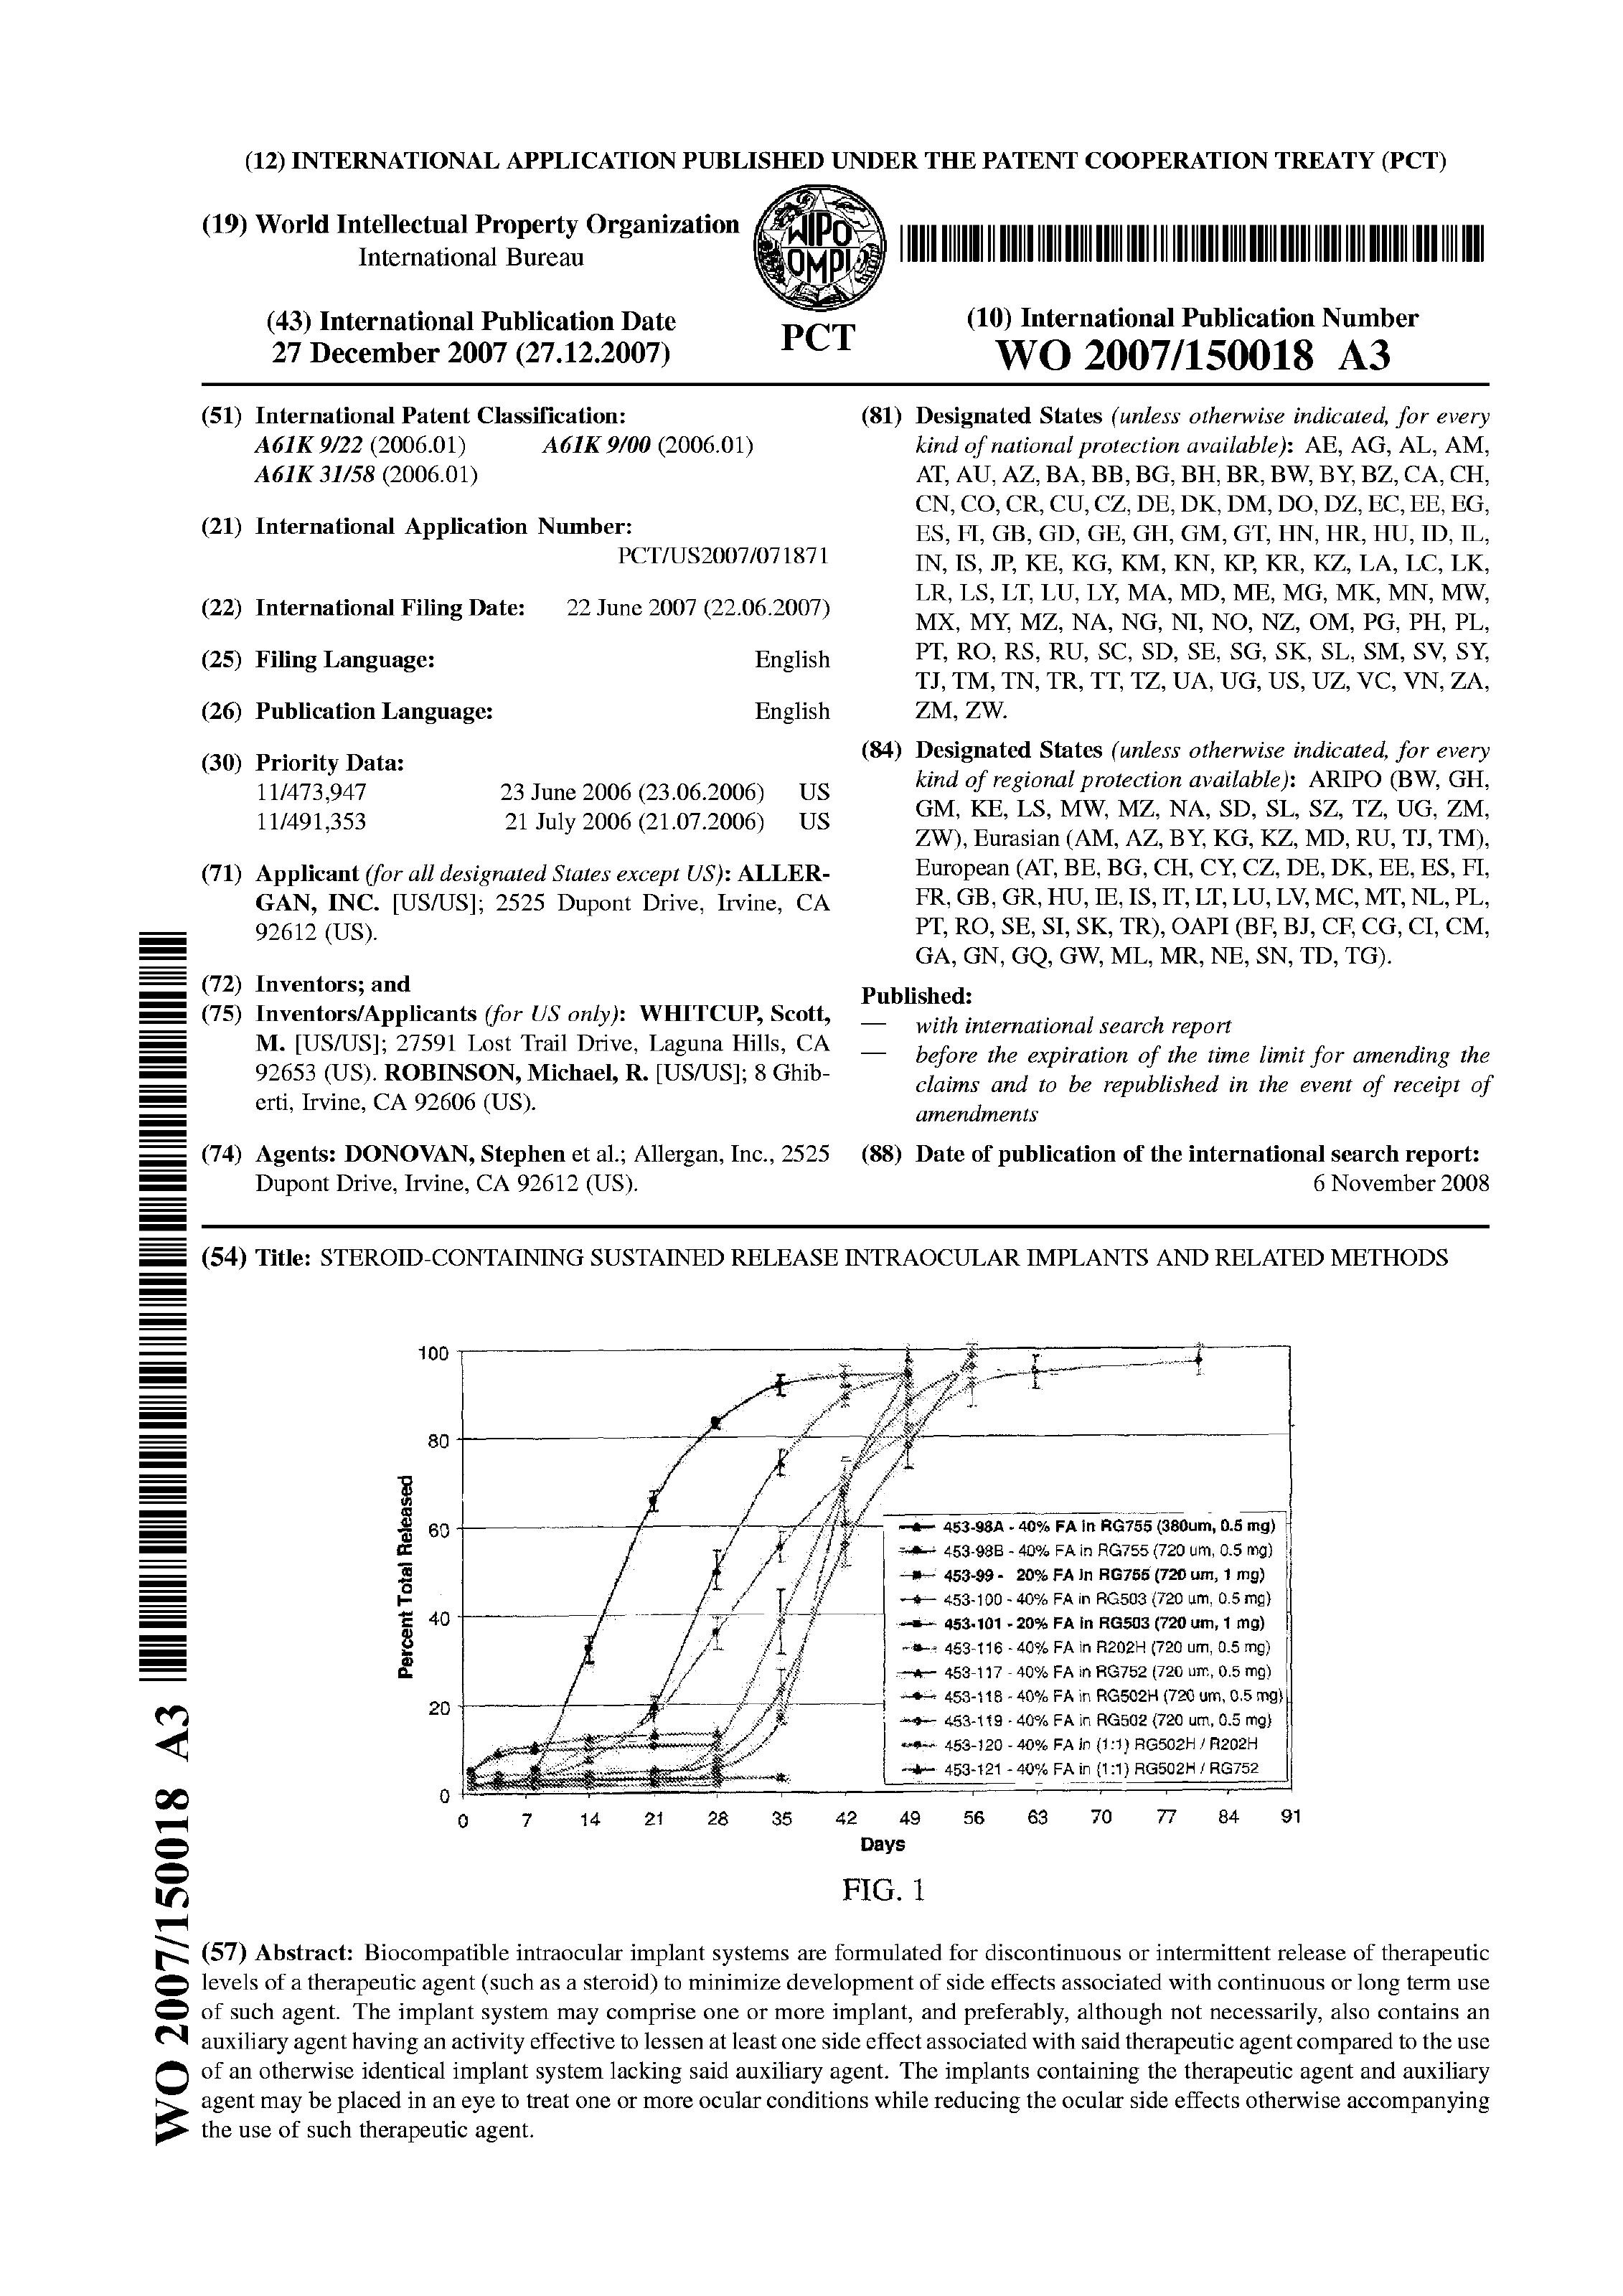 (12) INTERNATIONAL APPLICATION PUBLISHED UNDER THE PATENT COOPERATION TREATY (PCT)
(19) World Intellectual Property Organization
International Bureau
WIPO
OMPI
(43) International Publication Date
27 December 2007 (27.12.2007)
PCT
(10) International Publication Number
WO 2007/150018 A3
(51) International Patent Classification:
A61K 9/22 (2006.01) A61K 9/00 (2006.01)
A61K 31/58 (2006.01)
(21) International Application Number:
PCT/US2007/071871
(22) International Filing Date: 22 June 2007 (22.06.2007)
(25) Filing Language: English
(26) Publication Language: English
(30) Priority Data:
11/473,947 23 June 2006 (23.06.2006) US
11/491,353 21 July 2006 (21.07.2006) US
(71) Applicant (for all designated States except US): ALLER-
GAN, INC. [US/US]; 2525 Dupont Drive, Irvine, CA
92612 (US).
(72) Inventors; and
(75) Inventors/Applicants (for US only): WHITCUP, Scott,
M. [US/US]; 27591 Lost Trail Drive, Laguna Hills, CA
92653 (US). ROBINSON, Michael, R. [US/US]; 8 Ghib-
erti, Irvine, CA 92606 (US).
(74) Agents: DONOVAN, Stephen et al.; Allergan, Inc., 2525
Dupont Drive, Irvine, CA 92612 (US).
(81) Designated States (unless otherwise indicated, for every
kind of national protection available): AE, AG, AL, AM,
AT, AU, AZ, BA, BB, BG, BH, BR, BW, BY, BZ, CA, CH,
CN, CO, CR, CU, CZ, DE, DK, DM, DO, DZ, EC, EE, EG,
ES, FI, GB, GD, GE, GH, GM, GT, HN, HR, HU, ID, IL,
IN, IS, JP, KE, KG, KM, KN, KP, KR, KZ, LA, LC, LK,
LR, LS, LT, LU, LY, MA, MD, ME, MG, MK, MN, MW,
MX, MY, MZ, NA, NG, NI, NO, NZ, OM, PG, PH, PL,
PT, RO, RS, RU, SC, SD, SE, SG, SK, SL, SM, SV, SY,
TJ, TM, TN, TR, TT, TZ, UA, UG, US, UZ, VC, VN, ZA,
ZM, ZW.
(84) Designated States (unless otherwise indicated, for every
kind of regional protection available): ARIPO (BW, GH,
GM, KE, LS, MW, MZ, NA, SD, SL, SZ, TZ, UG, ZM,
ZW), Eurasian (AM, AZ, BY, KG, KZ, MD, RU, TJ, TM),
European (AT, BE, BG, CH, CY, CZ, DE, DK, EE, ES, FI,
FR, GB, GR, HU, IE, IS, IT, LT, LU, LV, MC, MT, NL, PL,
PT, RO, SE, SI, SK, TR), OAPI (BF, BJ, CF, CG, CI, CM,
GA, GN, GQ, GW, ML, MR, NE, SN, TD, TG).
Published:
— with international search report
— before the expiration of the time limit for amending the
claims and to be republished in the event of receipt of
amendments
(88) Date of publication of the international search report:
6 November 2008
(54) Title: STEROID-CONTAINING SUSTAINED RELEASE INTRAOCULAR IMPLANTS AND RELATED METHODS
Percent Total Released
100
80
60
40
20
0
453-98A - 40% FA in RG755 (380um, 0.5 mg)
453-98B - 40% FA in RG755 (720 um, 0.5 mg)
453-99 - 20% FA in RG755 (720 um, 1 mg)
453-100 - 40% FA in RG503 (720 um, 0.5 mg)
453-101 - 20% FA in RG503 (720 um, 1 mg)
453-116 - 40% FA in R202H (720 um, 0.5 mg)
453-117 - 40% FA in RG752 (720 um, 0.5 mg)
453-118 - 40% FA in RG502H (720 um, 0.5 mg)
453-119 - 40% FA in RG502 (720 um, 0.5 mg)
453-120 - 40% FA in (1:1) RG502H / R202H
453-121 - 40% FA in (1:1) RG502H / RG752
0 7 14 21 28 35 42 49 56 63 70 77 84 91
Days
FIG. 1
(57) Abstract: Biocompatible intraocular implant systems are formulated for discontinuous or intermittent release of therapeutic
levels of a therapeutic agent (such as a steroid) to minimize development of side effects associated with continuous or long term use
of such agent. The implant system may comprise one or more implant, and preferably, although not necessarily, also contains an
auxiliary agent having an activity effective to lessen at least one side effect associated with said therapeutic agent compared to the use
of an otherwise identical implant system lacking said auxiliary agent. The implants containing the therapeutic agent and auxiliary
agent may be placed in an eye to treat one or more ocular conditions while reducing the ocular side effects otherwise accompanying
the use of such therapeutic agent.
WO 2007/150018 A3